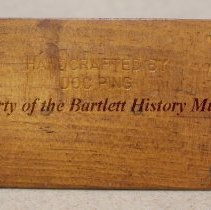 HANDCRAFTED BY
DOC PING
rty of the Bartlett History Mu